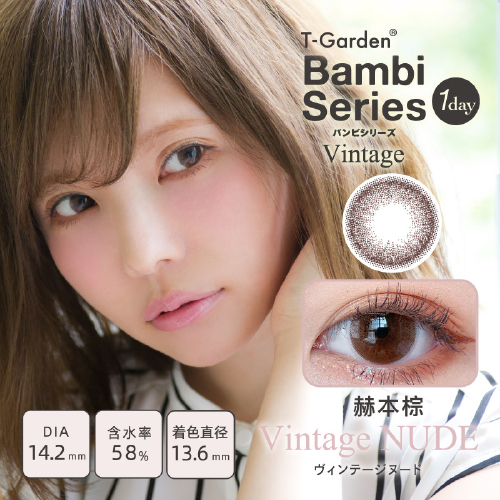 T-Garden®
Bambi
Series
1day
バンビシリーズ
Vintage
赫本棕
Vintage NUDE
ヴィンテージヌード
DIA
14.2mm
含水率
58%
着色直径
13.6mm